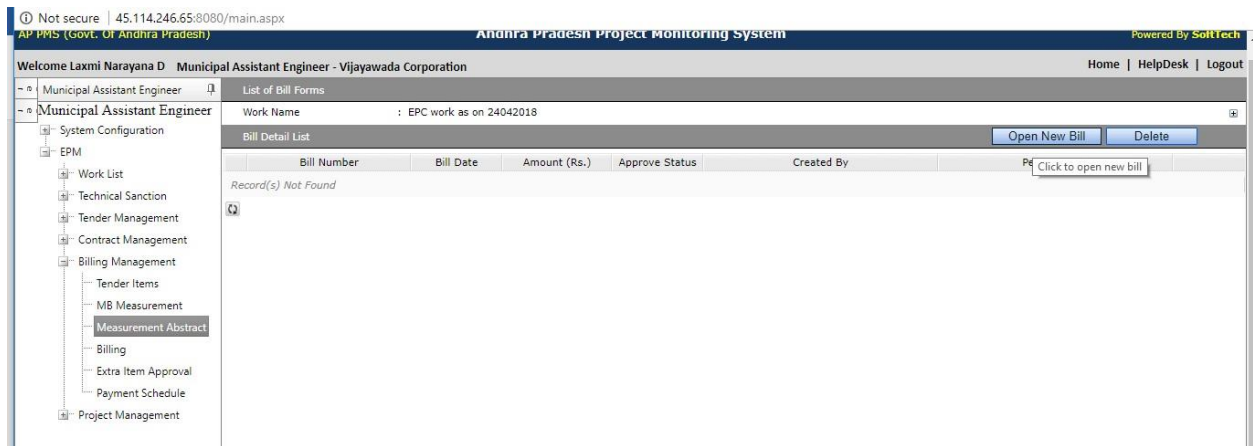 Not secure | 45.114.246.65:8080/main.aspx
AP PMS (Govt. Of Andhra Pradesh) Andhra Pradesh Project Monitoring System Powered By SoftTech
Welcome Laxmi Narayana D Municipal Assistant Engineer - Vijayawada Corporation Home | HelpDesk | Logout
Municipal Assistant Engineer List of Bill Forms
Municipal Assistant Engineer Work Name : EPC work as on 24042018
System Configuration Bill Detail List Open New Bill Delete
EPM Bill Number Bill Date Amount (Rs.) Approve Status Created By Pe
Click to open new bill
Work List
Record(s) Not Found
Technical Sanction
Tender Management
Contract Management
Billing Management
Tender Items
MB Measurement
Measurement Abstract
Billing
Extra Item Approval
Payment Schedule
Project Management